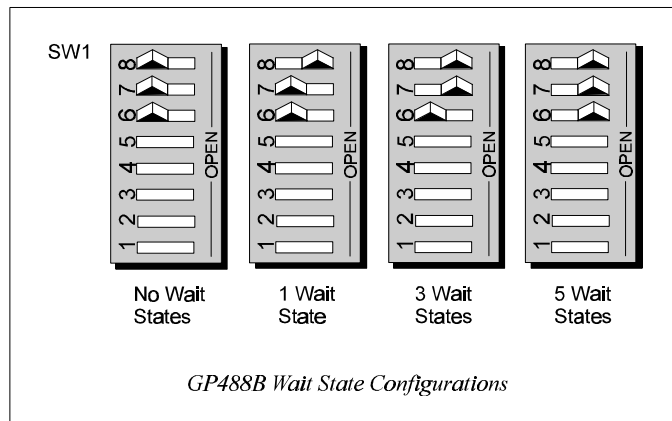 SW1
8 7 6 5 4 3 2 1 OPEN
8 7 6 5 4 3 2 1 OPEN
8 7 6 5 4 3 2 1 OPEN
8 7 6 5 4 3 2 1 OPEN
No Wait States
1 Wait State
3 Wait States
5 Wait States
GP488B Wait State Configurations